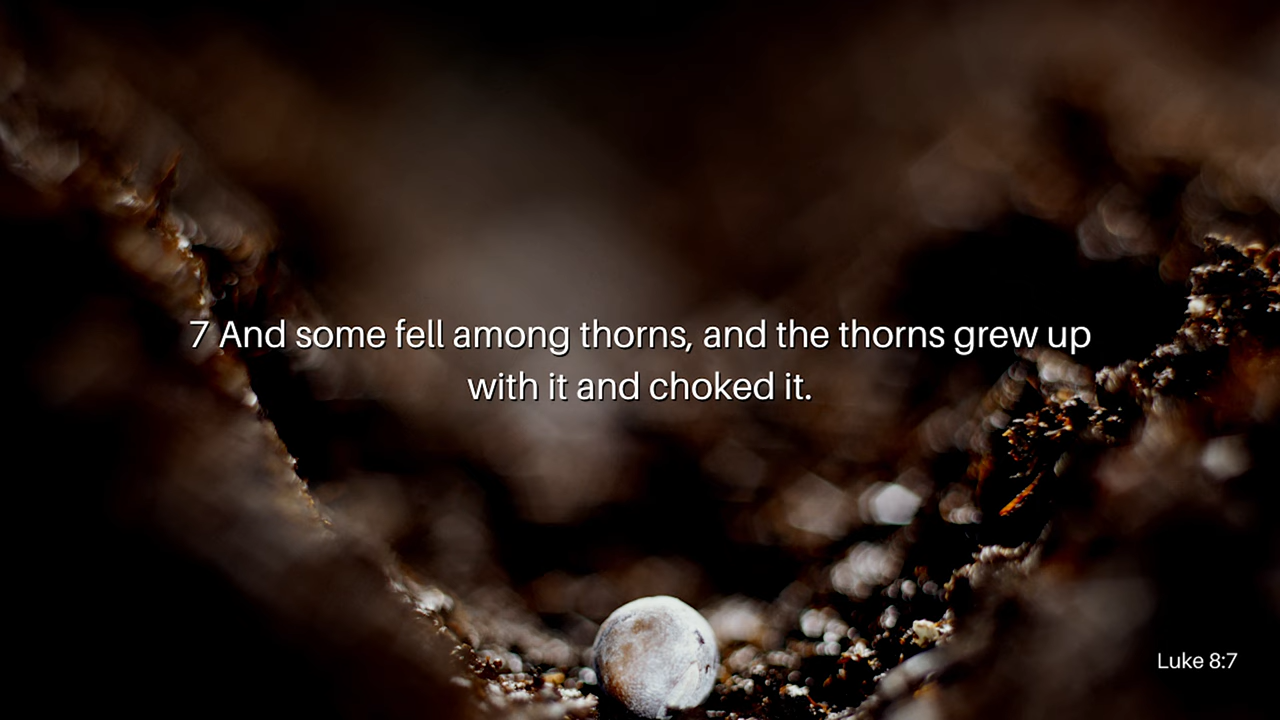 7 And some fell among thorns, and the thorns grew up
with it and choked it.
Luke 8:7